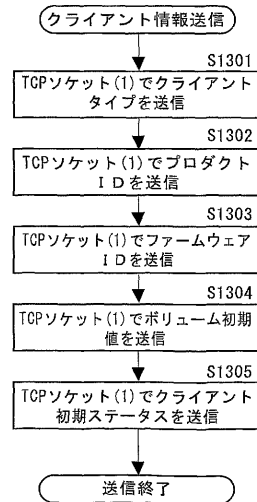 クライアント情報送信
S1301
TCPソケット(1)でクライアント
タイプを送信
S1302
TCPソケット(1)でプロダクト
IDを送信
S1303
TCPソケット(1)でファームウェア
IDを送信
S1304
TCPソケット(1)でボリューム初期
値を送信
S1305
TCPソケット(1)でクライアント
初期ステータスを送信
送信終了